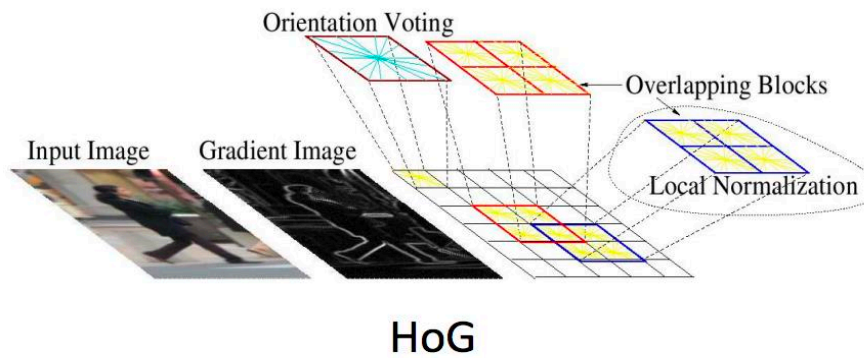 Orientation Voting
Overlapping Blocks
Input Image
Gradient Image
Local Normalization
HoG